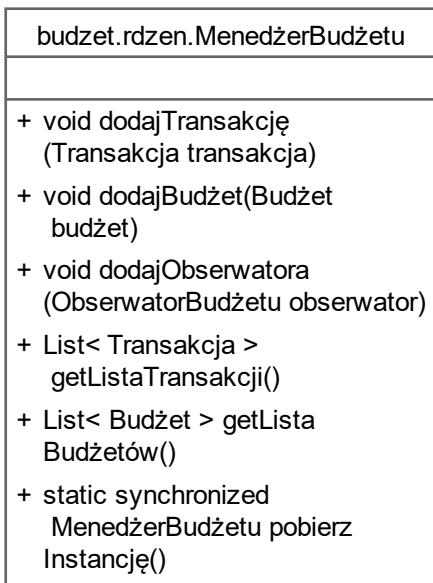 budzet.rdzen.MenedżerBudżetu
+ void dodajTransakcję
(Transakcja transakcja)
+ void dodajBudżet(Budżet
budżet)
+ void dodajObserwatora
(ObserwatorBudżetu obserwator)
+ List< Transakcja >
getListaTransakcji()
+ List< Budżet > getLista
Budżetów()
+ static synchronized
MenedżerBudżetu pobierz
Instancję()